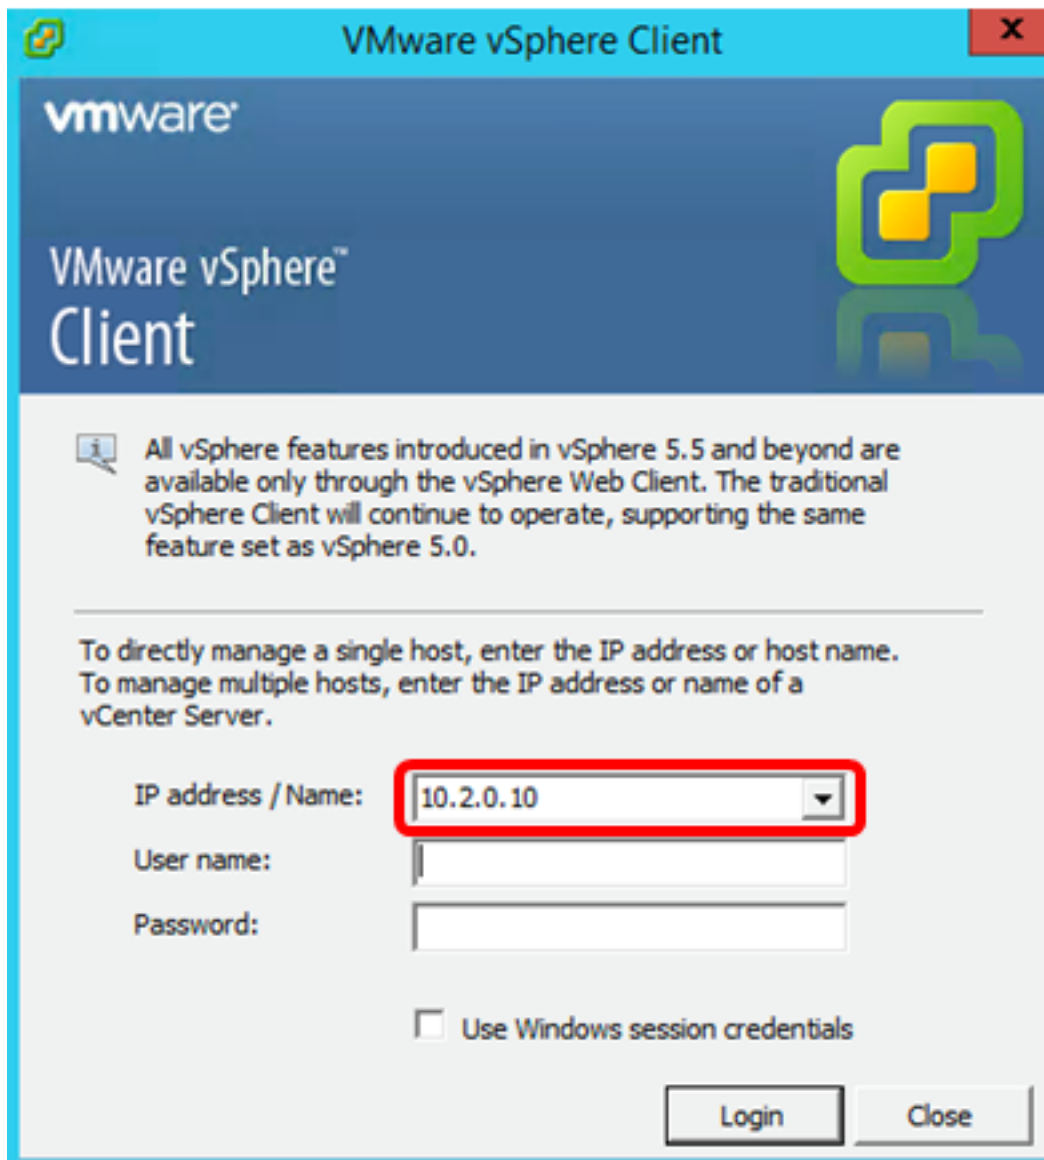 VMware vSphere Client
x
vmware®
VMware vSphere™
Client
All vSphere features introduced in vSphere 5.5 and beyond are
available only through the vSphere Web Client. The traditional
vSphere Client will continue to operate, supporting the same
feature set as vSphere 5.0.
To directly manage a single host, enter the IP address or host name.
To manage multiple hosts, enter the IP address or name of a
vCenter Server.
IP address / Name: 10.2.0.10
User name:
Password:
Use Windows session credentials
Login Close